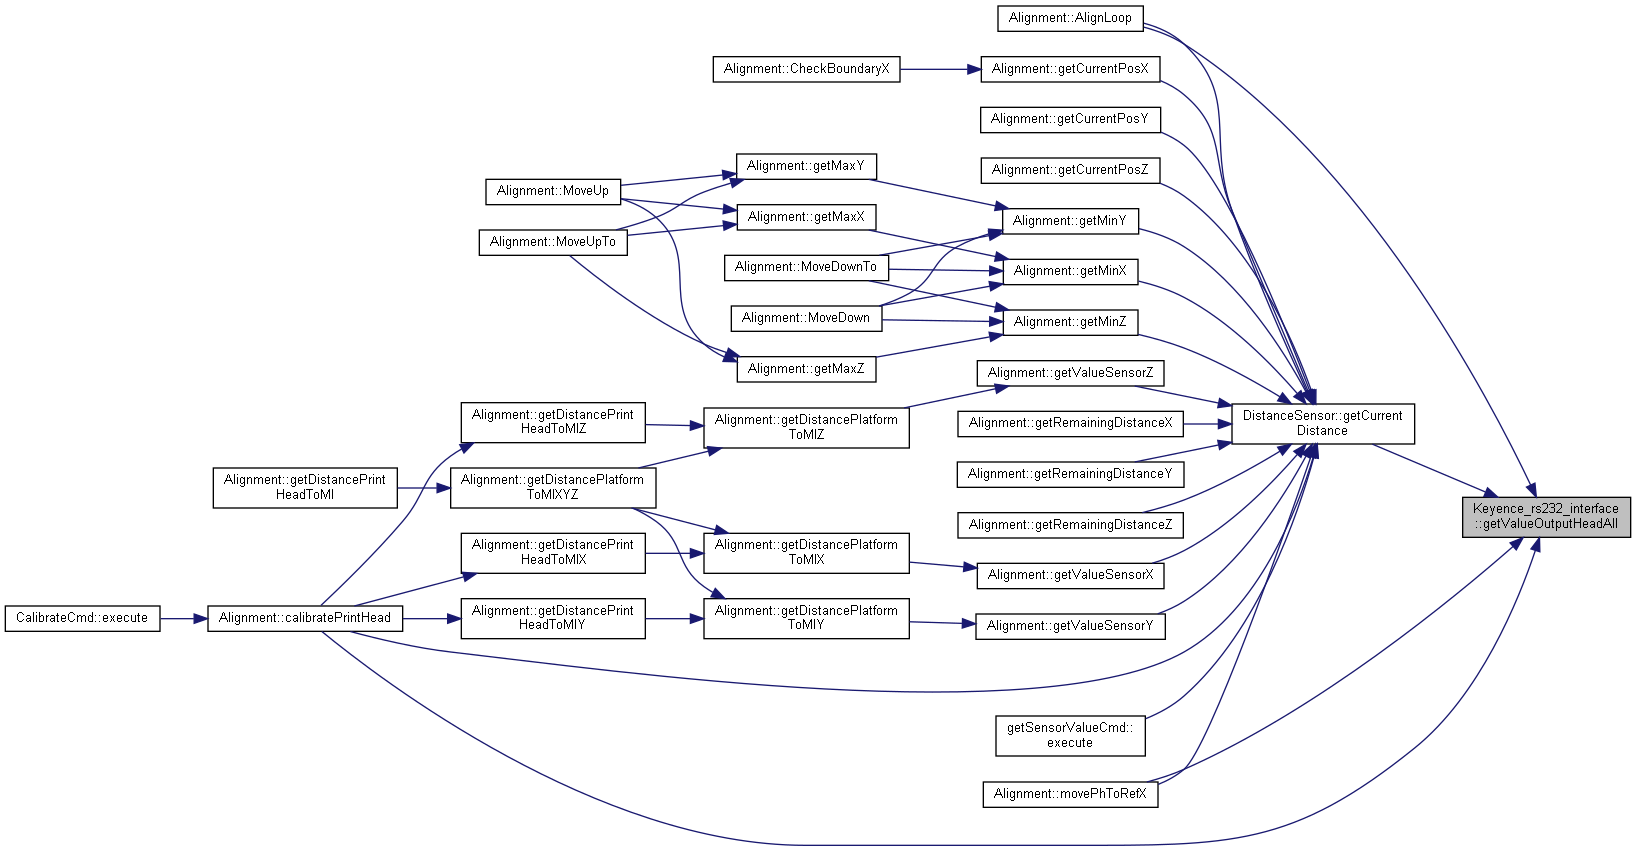 Alignment::AlignLoop
Alignment::CheckBoundaryX
Alignment::getCurrentPosX
Alignment::getCurrentPosY
Alignment::getMaxY
Alignment::getCurrentPosZ
Alignment::MoveUp
Alignment::getMaxX
Alignment::getMinY
Alignment::MoveUpTo
Alignment::MoveDownTo
Alignment::getMinX
Alignment::MoveDown
Alignment::getMinZ
Alignment::getMaxZ
Alignment::getValueSensorZ
Alignment::getDistancePrint
HeadToMIZ
Alignment::getDistancePlatform
ToMIZ
Alignment::getRemainingDistanceX
DistanceSensor::getCurrent
Distance
Alignment::getDistancePrint
HeadToMI
Alignment::getDistancePlatform
ToMIXYZ
Alignment::getRemainingDistanceY
Alignment::getRemainingDistanceZ
Keyence_rs232_interface
::getValueOutputHeadAll
Alignment::getDistancePrint
HeadToMIX
Alignment::getDistancePlatform
ToMIX
Alignment::getValueSensorX
CalibrateCmd::execute
Alignment::calibratePrintHead
Alignment::getDistancePrint
HeadToMIY
Alignment::getDistancePlatform
ToMIY
Alignment::getValueSensorY
getSensorValueCmd::
execute
Alignment::movePhToRefX